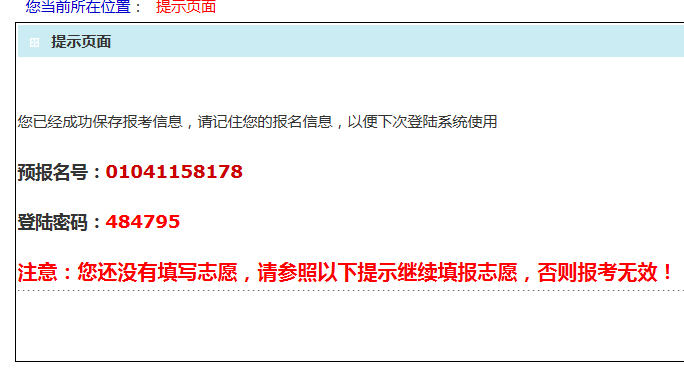 您当前所在位置： 提示页面
提示页面
您已经成功保存报考信息，请记住您的报名信息，以便下次登陆系统使用
预报名号：01041158178
登陆密码：484795
注意：您还没有填写志愿，请参照以下提示继续填报志愿，否则报考无效！